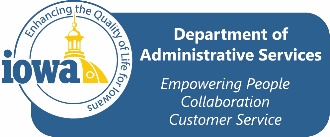 Enhancing the Quality of Life for Iowans
iowa
Department of
Administrative Services
Empowering People
Collaboration
Customer Service